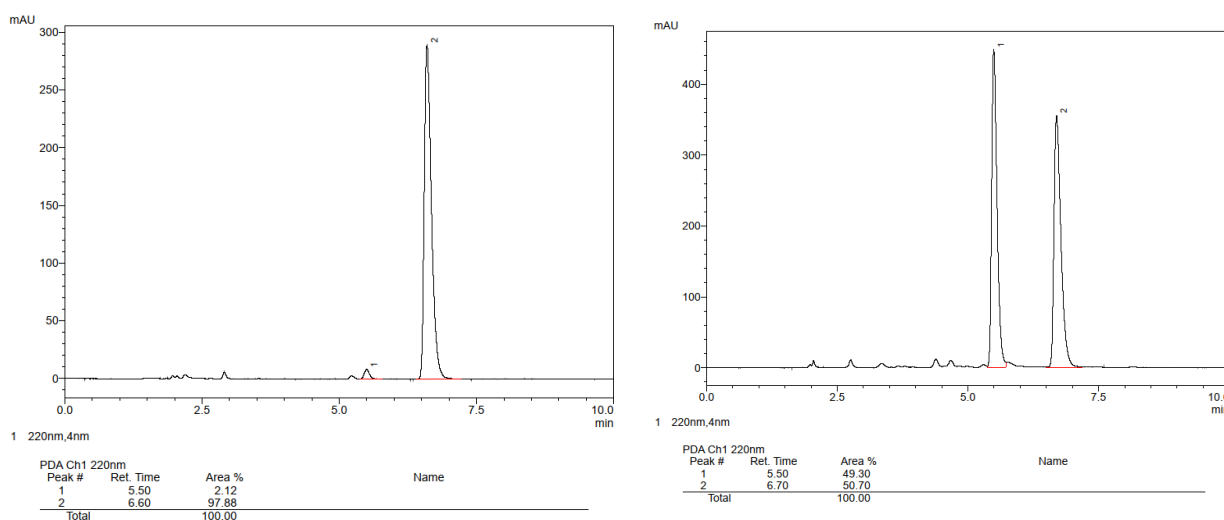 mAU
300
250
200
150
100
50
0
2
1
0.0 2.5 5.0 7.5 10.0
min
1 220nm,4nm
PDA Ch1 220nm
Peak # Ret. Time Area % Name
1 5.50 2.12
2 6.60 97.88
Total 100.00
mAU
400
300
200
100
0
1
2
0.0 2.5 5.0 7.5 10.0
min
1 220nm,4nm
PDA Ch1 220nm
Peak # Ret. Time Area % Name
1 5.50 49.30
2 6.70 50.70
Total 100.00